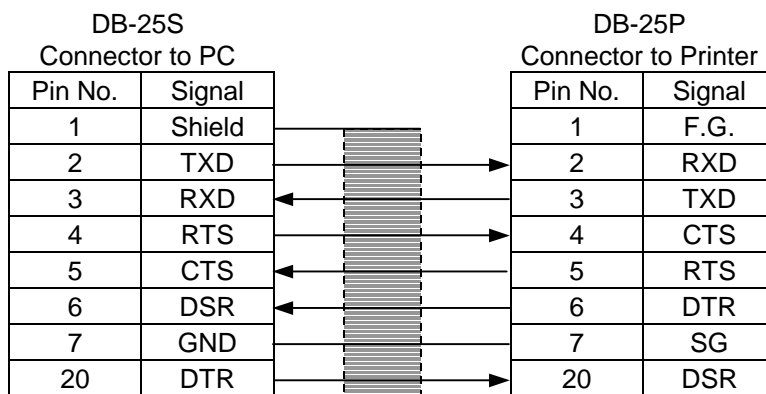 DB-25S DB-25P
Connector to PC Connector to Printer
Pin No. Signal Pin No. Signal
1 Shield 1 F.G.
2 TXD 2 RXD
3 RXD 3 TXD
4 RTS 4 CTS
5 CTS 5 RTS
6 DSR 6 DTR
7 GND 7 SG
20 DTR 20 DSR